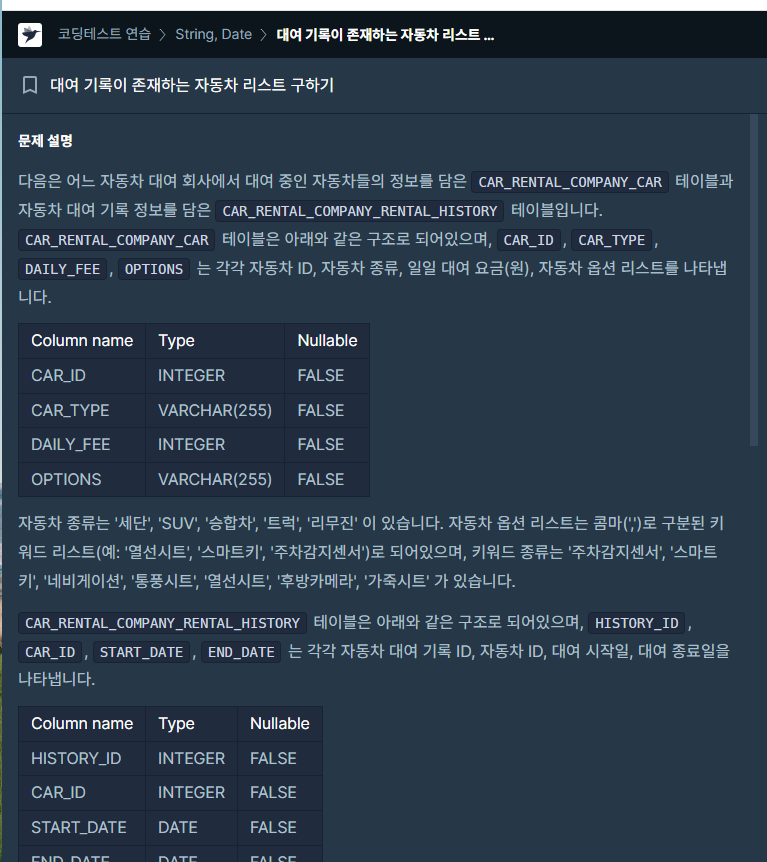 코딩테스트 연습 > String, Date > 대여 기록이 존재하는 자동차 리스트 ...
대여 기록이 존재하는 자동차 리스트 구하기
문제 설명
다음은 어느 자동차 대여 회사에서 대여 중인 자동차들의 정보를 담은 CAR_RENTAL_COMPANY_CAR 테이블과
자동차 대여 기록 정보를 담은 CAR_RENTAL_COMPANY_RENTAL_HISTORY 테이블입니다.
CAR_RENTAL_COMPANY_CAR 테이블은 아래와 같은 구조로 되어있으며, CAR_ID, CAR_TYPE,
DAILY_FEE, OPTIONS 는 각각 자동차 ID, 자동차 종류, 일일 대여 요금(원), 자동차 옵션 리스트를 나타냅
니다.
Column name Type Nullable
CAR_ID INTEGER FALSE
CAR_TYPE VARCHAR(255) FALSE
DAILY_FEE INTEGER FALSE
OPTIONS VARCHAR(255) FALSE
자동차 종류는 '세단', 'SUV', '승합차', '트럭', '리무진' 이 있습니다. 자동차 옵션 리스트는 콤마(',')로 구분된 키
워드 리스트(예: '열선시트', '스마트키', '주차감지센서')로 되어있으며, 키워드 종류는 '주차감지센서', '스마트
키', '네비게이션', '통풍시트', '열선시트', '후방카메라', '가죽시트' 가 있습니다.
CAR_RENTAL_COMPANY_RENTAL_HISTORY 테이블은 아래와 같은 구조로 되어있으며, HISTORY_ID,
CAR_ID, START_DATE, END_DATE 는 각각 자동차 대여 기록 ID, 자동차 ID, 대여 시작일, 대여 종료일을
나타냅니다.
Column name Type Nullable
HISTORY_ID INTEGER FALSE
CAR_ID INTEGER FALSE
START_DATE DATE FALSE
END_DATE DATE FALSE